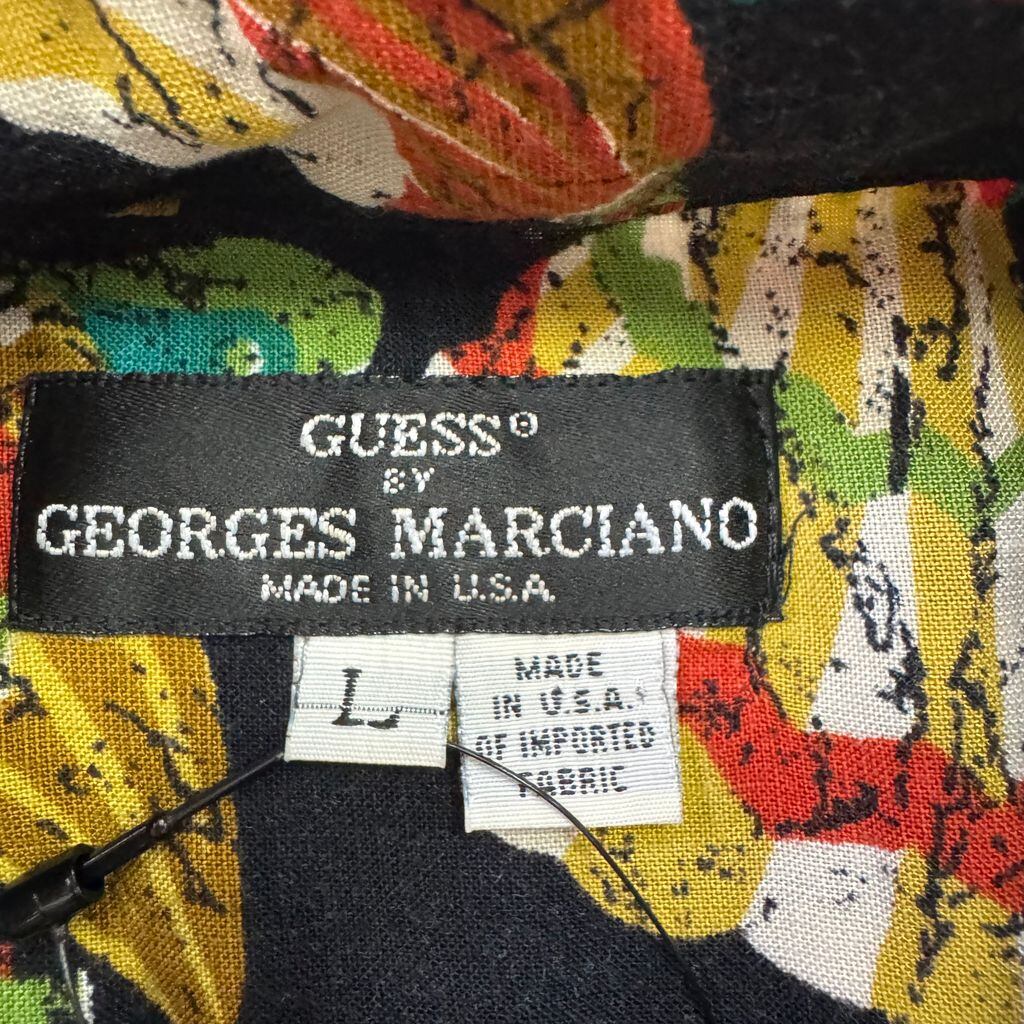 GUESS®
BY
GEORGES MARCIANO
MADE IN U.S.A.
L
MADE
IN U.S.A.
OF IMPORTED
FABRIC